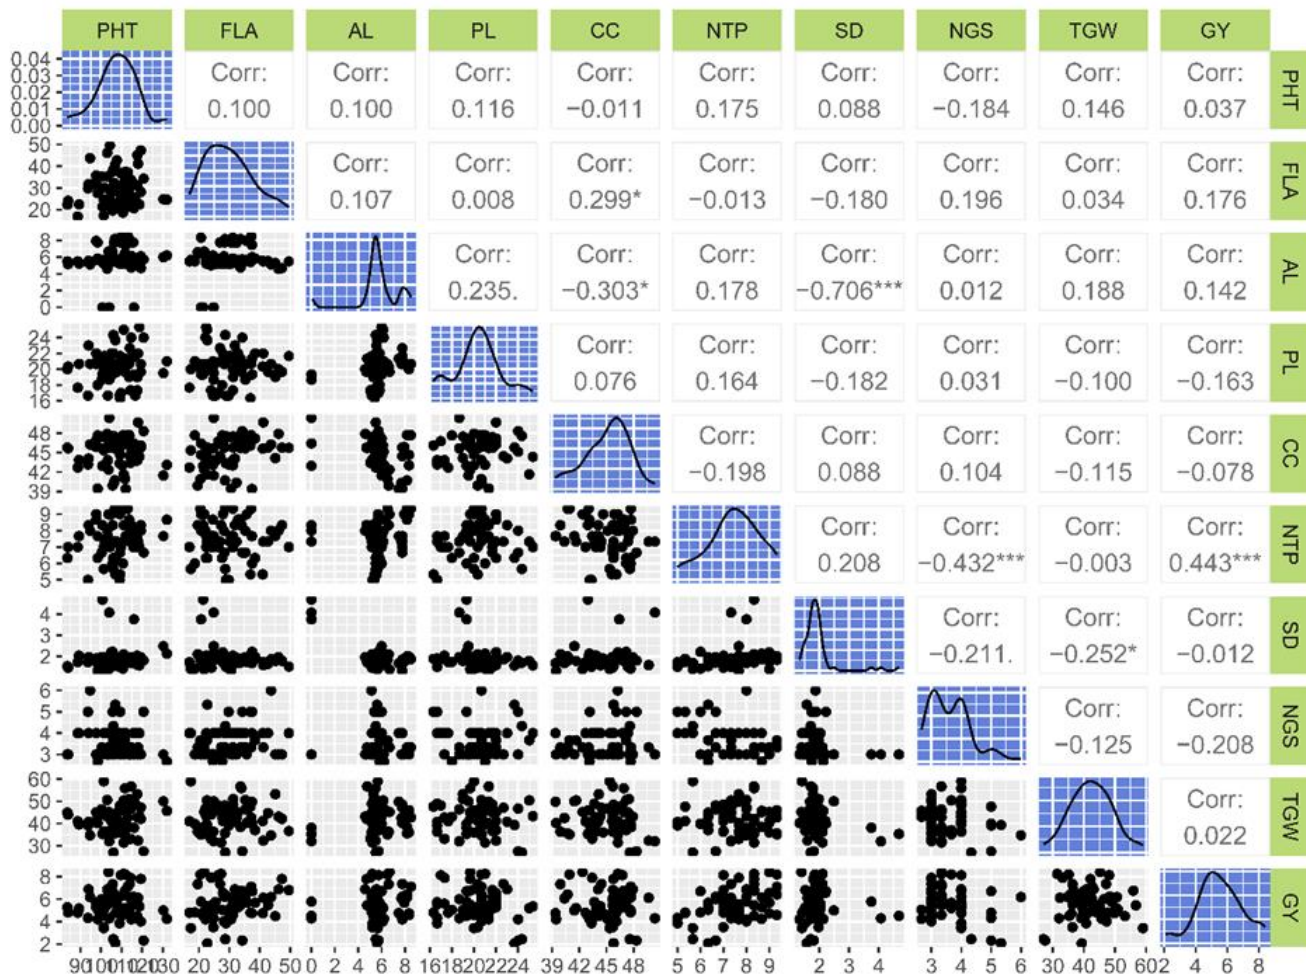 PHT FLA AL PL CC NTP SD NGS TGW GY
0.04
0.03
0.02
0.01
0.00
Corr: Corr: Corr: Corr: Corr: Corr: Corr: Corr: Corr:
0.100 0.100 0.116 −0.011 0.175 0.088 −0.184 0.146 0.037
PHT
50
40
30
20
Corr: Corr: Corr: Corr: Corr: Corr: Corr: Corr:
0.107 0.008 0.299* −0.013 −0.180 0.196 0.034 0.176
FLA
8
6
4
2
0
Corr: Corr: Corr: Corr: Corr: Corr: Corr:
0.235. −0.303* 0.178 −0.706*** 0.012 0.188 0.142
AL
24
22
20
18
16
Corr: Corr: Corr: Corr: Corr: Corr:
0.076 0.164 −0.182 0.031 −0.100 −0.163
PL
48
45
42
39
Corr: Corr: Corr: Corr: Corr:
−0.198 0.088 0.104 −0.115 −0.078
CC
9
8
7
6
5
Corr: Corr: Corr: Corr:
0.208 −0.432*** −0.003 0.443***
NTP
4
3
2
Corr: Corr: Corr:
−0.211. −0.252* −0.012
SD
6
5
4
3
Corr: Corr:
−0.125 −0.208
NGS
60
50
40
30
Corr:
0.022
TGW
8
6
4
2
GY
90 100 110 120 130 20 30 40 50 0 2 4 6 8 16 18 20 22 24 39 42 45 48 5 6 7 8 9 2 3 4 3 4 5 6 30 40 50 60 2 4 6 8